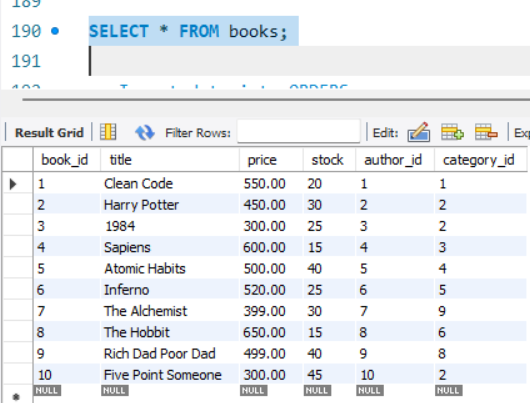 189
190 SELECT * FROM books;
191
Result Grid Filter Rows: Edit:
book_id title price stock author_id category_id
1 Clean Code 550.00 20 1 1
2 Harry Potter 450.00 30 2 2
3 1984 300.00 25 3 2
4 Sapiens 600.00 15 4 3
5 Atomic Habits 500.00 40 5 4
6 Inferno 520.00 25 6 5
7 The Alchemist 399.00 30 7 9
8 The Hobbit 650.00 15 8 6
9 Rich Dad Poor Dad 499.00 40 9 8
10 Five Point Someone 300.00 45 10 2
NULL NULL NULL NULL NULL NULL